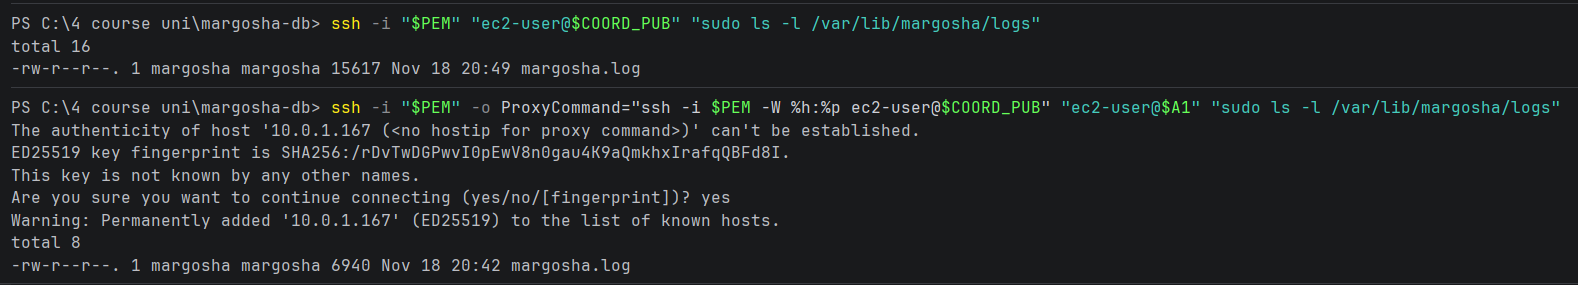 PS C:\4 course uni\margosha-db> ssh -i "$PEM" "ec2-user@$COORD_PUB" "sudo ls -l /var/lib/margosha/logs"
total 16
-rw-r--r--. 1 margosha margosha 15617 Nov 18 20:49 margosha.log
PS C:\4 course uni\margosha-db> ssh -i "$PEM" -o ProxyCommand="ssh -i $PEM -W %h:%p ec2-user@$COORD_PUB" "ec2-user@$A1" "sudo ls -l /var/lib/margosha/logs"
The authenticity of host '10.0.1.167 (<no hostip for proxy command>)' can't be established.
ED25519 key fingerprint is SHA256:/rDvTwDGPwvI0pEwV8n0gau4K9aQmkhxIrafqQBFd8I.
This key is not known by any other names.
Are you sure you want to continue connecting (yes/no/[fingerprint])? yes
Warning: Permanently added '10.0.1.167' (ED25519) to the list of known hosts.
total 8
-rw-r--r--. 1 margosha margosha 6940 Nov 18 20:42 margosha.log